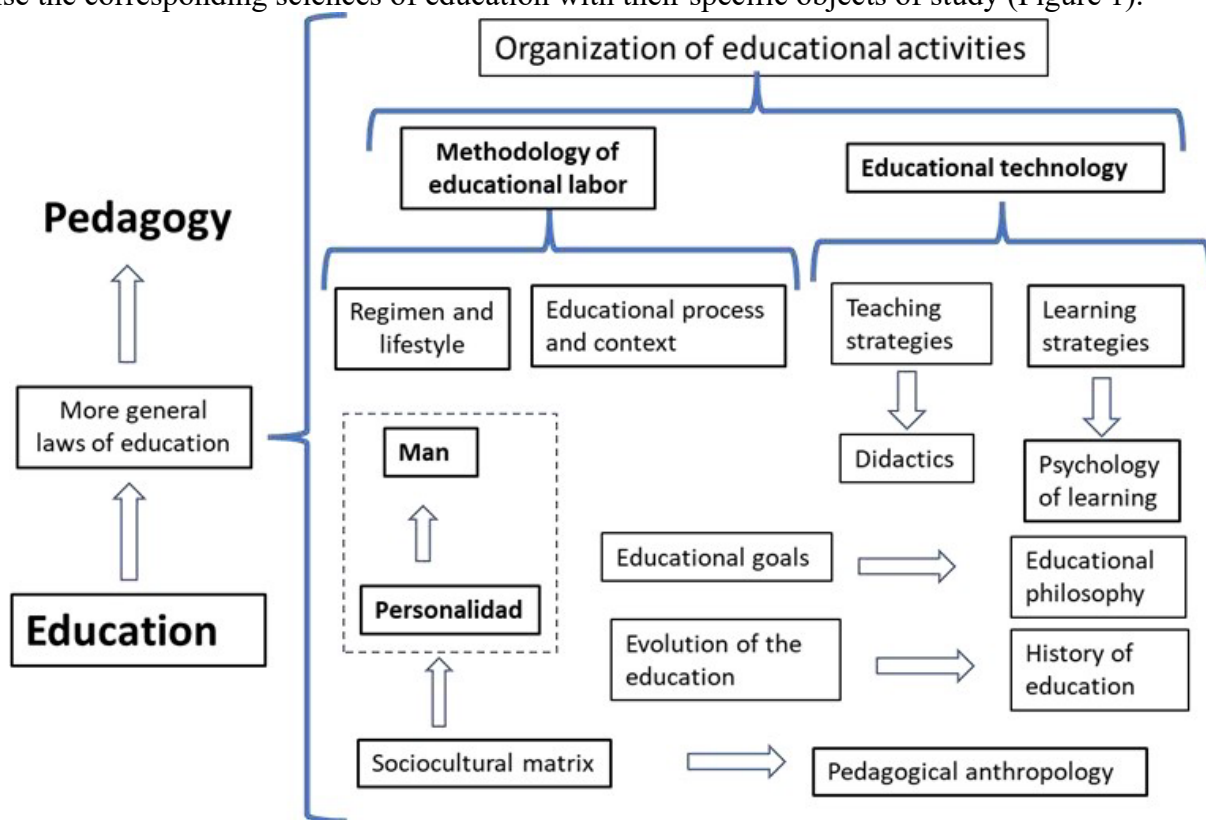 se the corresponding sciences of education with their specific objects of study (Figure 1).
Organization of educational activities
Methodology of
educational labor
Educational technology
Pedagogy
Regimen and
lifestyle
Educational process
and context
Teaching
strategies
Learning
strategies
More general
laws of education
Man
Didactics
Psychology
of learning
Educational goals
Educational
philosophy
Education
Personalidad
Evolution of the
education
History of
education
Sociocultural matrix
Pedagogical anthropology